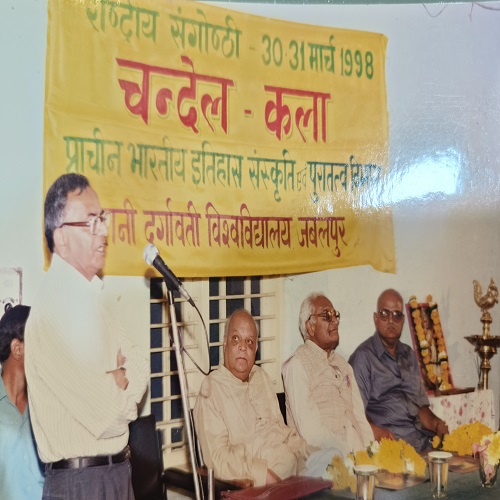 राष्ट्रीय संगोष्ठी - 30-31 मार्च 1998
चन्देल - कला
प्राचीन भारतीय इतिहास संस्कृति एवं पुरातत्व विभाग
रानी दुर्गावती विश्वविद्यालय जबलपुर